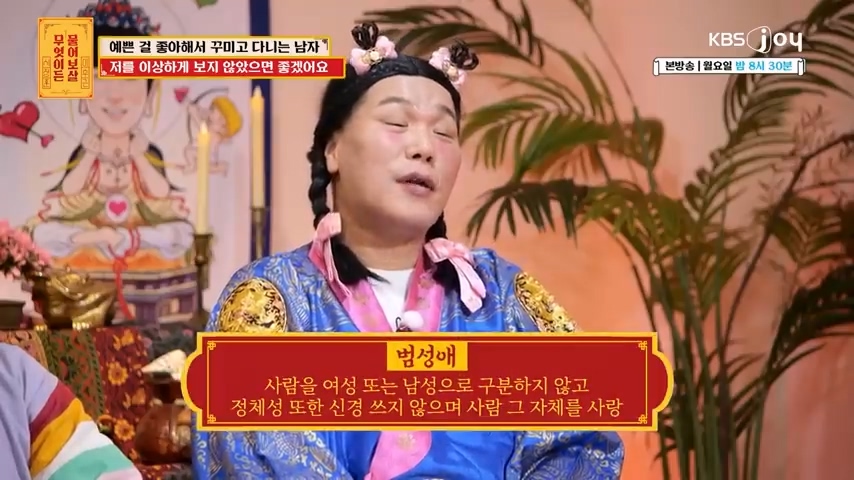 무엇이든
물어보살
예쁜 걸 좋아해서 꾸미고 다니는 남자
저를 이상하게 보지 않았으면 좋겠어요
KBS joy
본방송 | 월요일 밤 8시 30분
범성애
사람을 여성 또는 남성으로 구분하지 않고
정체성 또한 신경 쓰지 않으며 사람 그 자체를 사랑